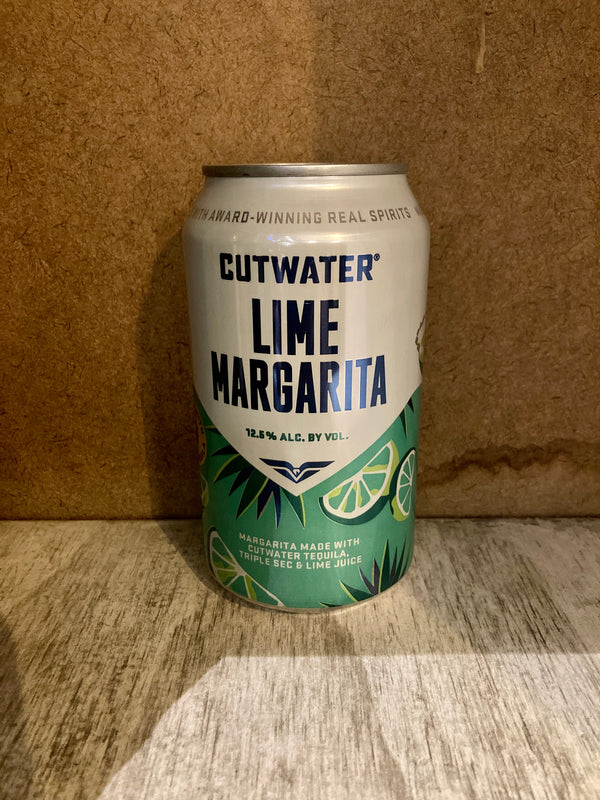 WITH AWARD-WINNING REAL SPIRITS
CUTWATER®
LIME
MARGARITA
12.5% ALC. BY VOL.
MARGARITA MADE WITH
CUTWATER TEQUILA,
TRIPLE SEC & LIME JUICE